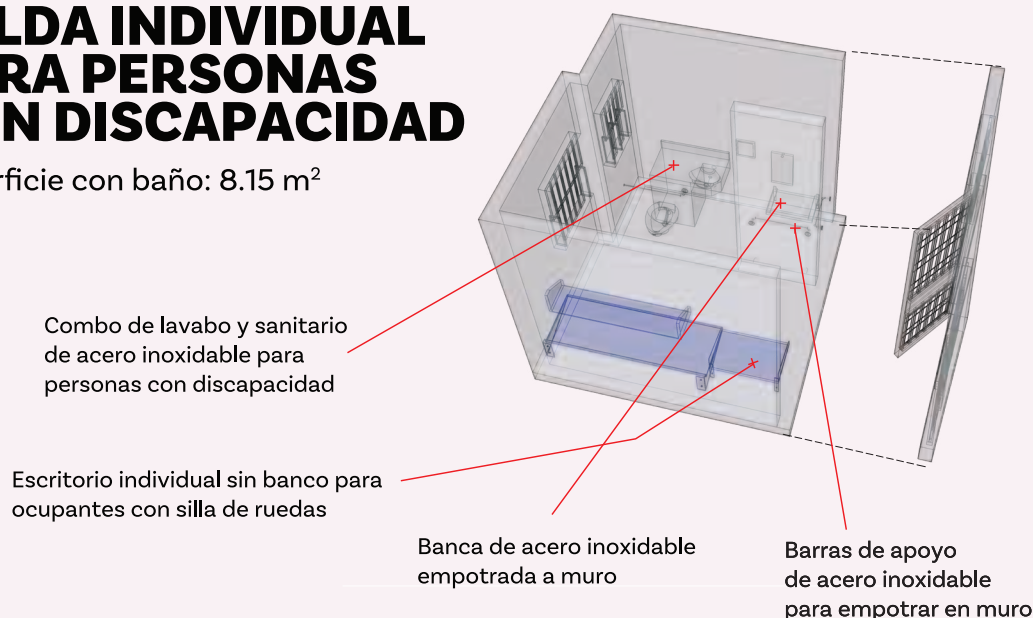 LDA INDIVIDUAL
RA PERSONAS
N DISCAPACIDAD
rficie con baño: 8.15 m²
Combo de lavabo y sanitario
de acero inoxidable para
personas con discapacidad
Escritorio individual sin banco para
ocupantes con silla de ruedas
Banca de acero inoxidable
empotrada a muro
Barras de apoyo
de acero inoxidable
para empotrar en muro